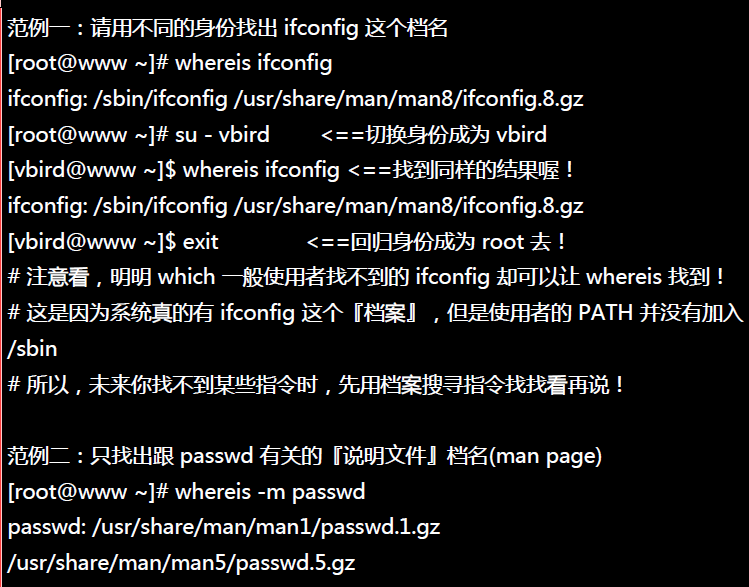 范例一：请用不同的身份找出 ifconfig 这个档名
[root@www ~]# whereis ifconfig
ifconfig: /sbin/ifconfig /usr/share/man/man8/ifconfig.8.gz
[root@www ~]# su - vbird <==切换身份成为 vbird
[vbird@www ~]$ whereis ifconfig <==找到同样的结果喔！
ifconfig: /sbin/ifconfig /usr/share/man/man8/ifconfig.8.gz
[vbird@www ~]$ exit <==回归身份成为 root 去！
# 注意看，明明 which 一般使用者找不到的 ifconfig 却可以让 whereis 找到！
# 这是因为系统真的有 ifconfig 这个『档案』，但是使用者的 PATH 并没有加入
/sbin
# 所以，未来你找不到某些指令时，先用档案搜寻指令找找看再说！
范例二：只找出跟 passwd 有关的『说明文件』档名(man page)
[root@www ~]# whereis -m passwd
passwd: /usr/share/man/man1/passwd.1.gz
/usr/share/man/man5/passwd.5.gz